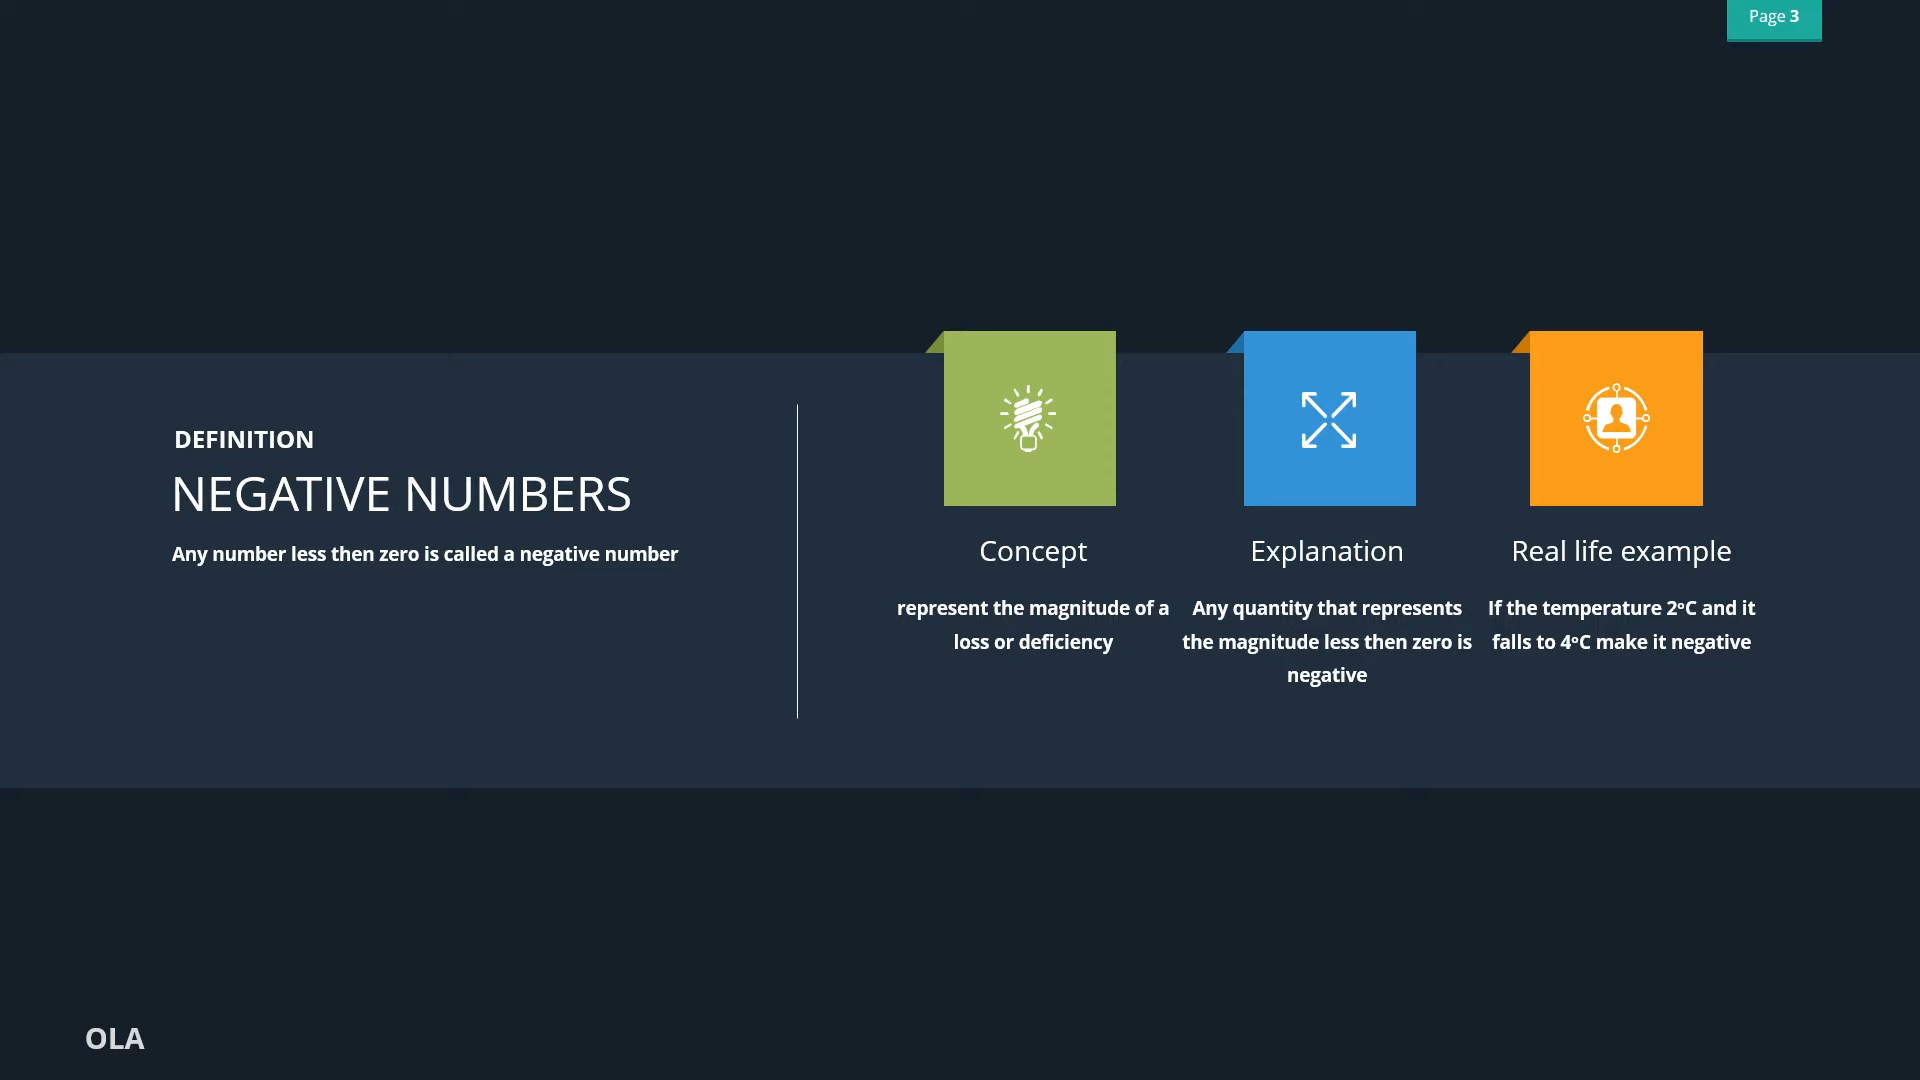 Page 3
DEFINITION
NEGATIVE NUMBERS
Any number less then zero is called a negative number
Concept
represent the magnitude of a
loss or deficiency
Explanation
Any quantity that represents
the magnitude less then zero is
negative
Real life example
If the temperature 2ºC and it
falls to 4ºC make it negative
OLA